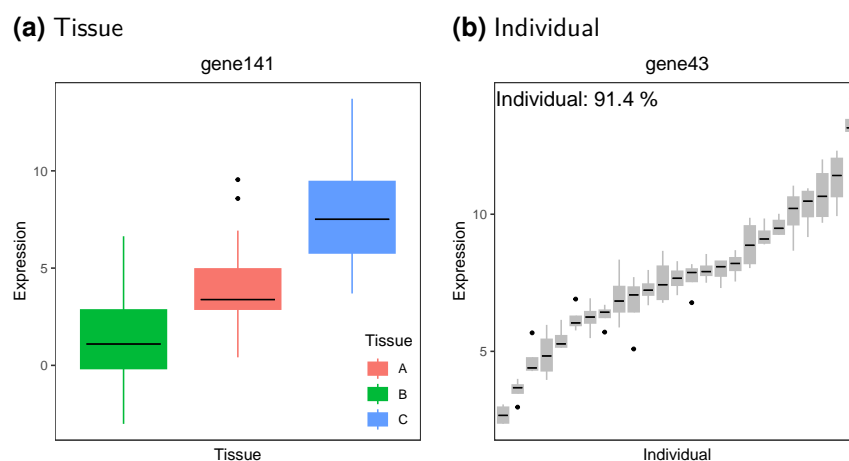 (a) Tissue
gene141
10
5
0
Expression
Tissue
A
B
C
Tissue
(b) Individual
gene43
Individual: 91.4 %
10
5
Expression
Individual